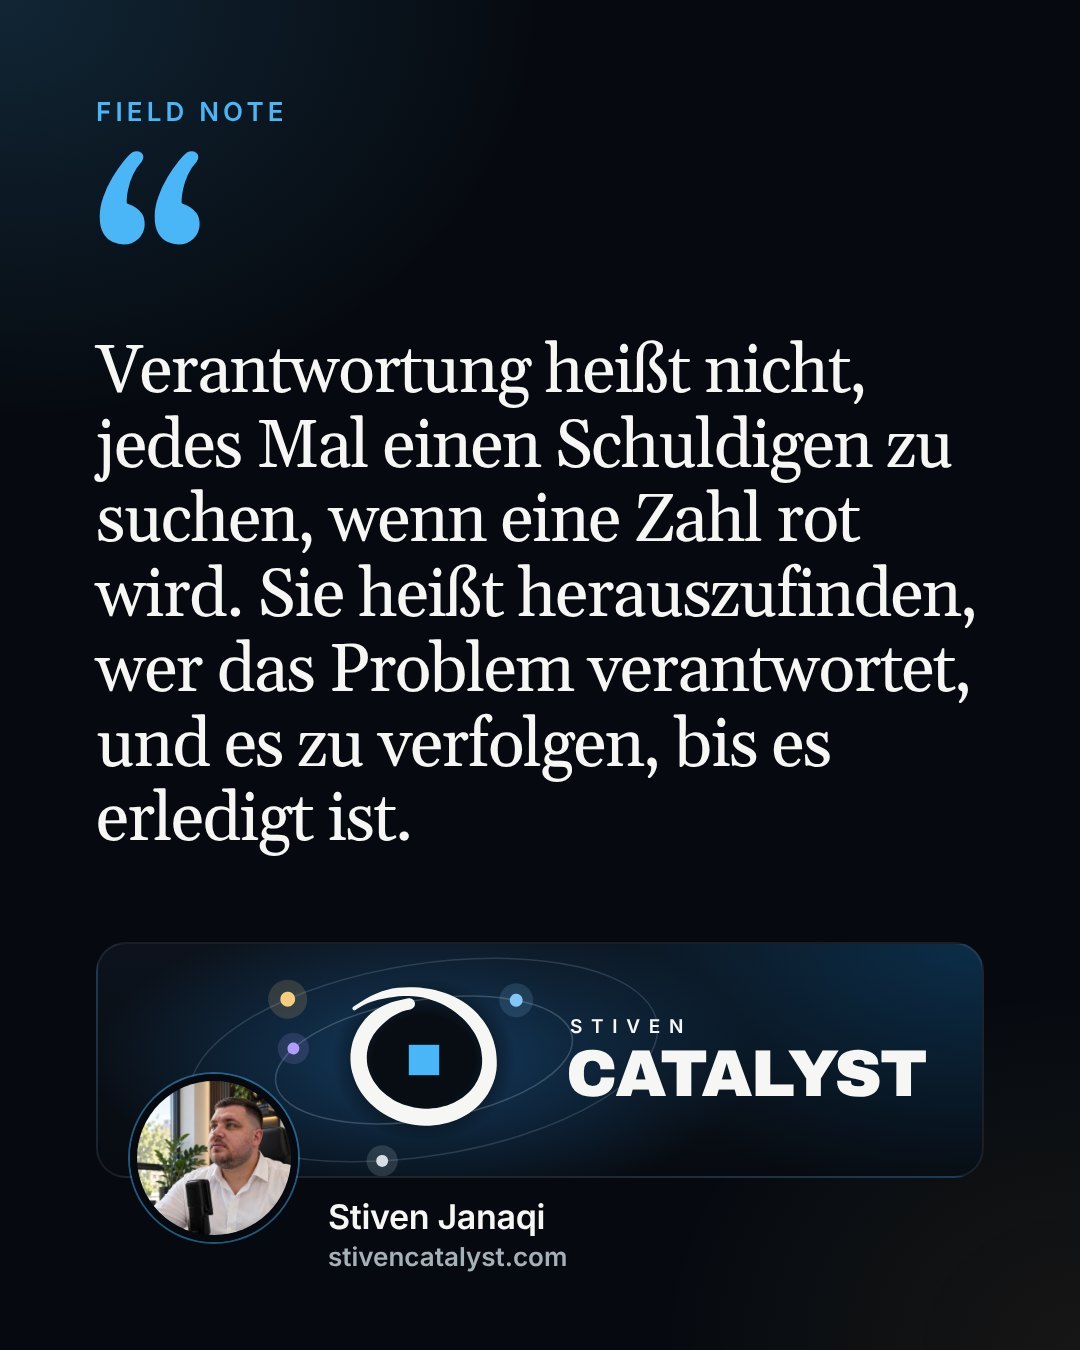 FIELD NOTE
“
Verantwortung heißt nicht,
jedes Mal einen Schuldigen zu
suchen, wenn eine Zahl rot
wird. Sie heißt herauszufinden,
wer das Problem verantwortet,
und es zu verfolgen, bis es
erledigt ist.
STIVEN
CATALYST
Stiven Janaqi
stivencatalyst.com